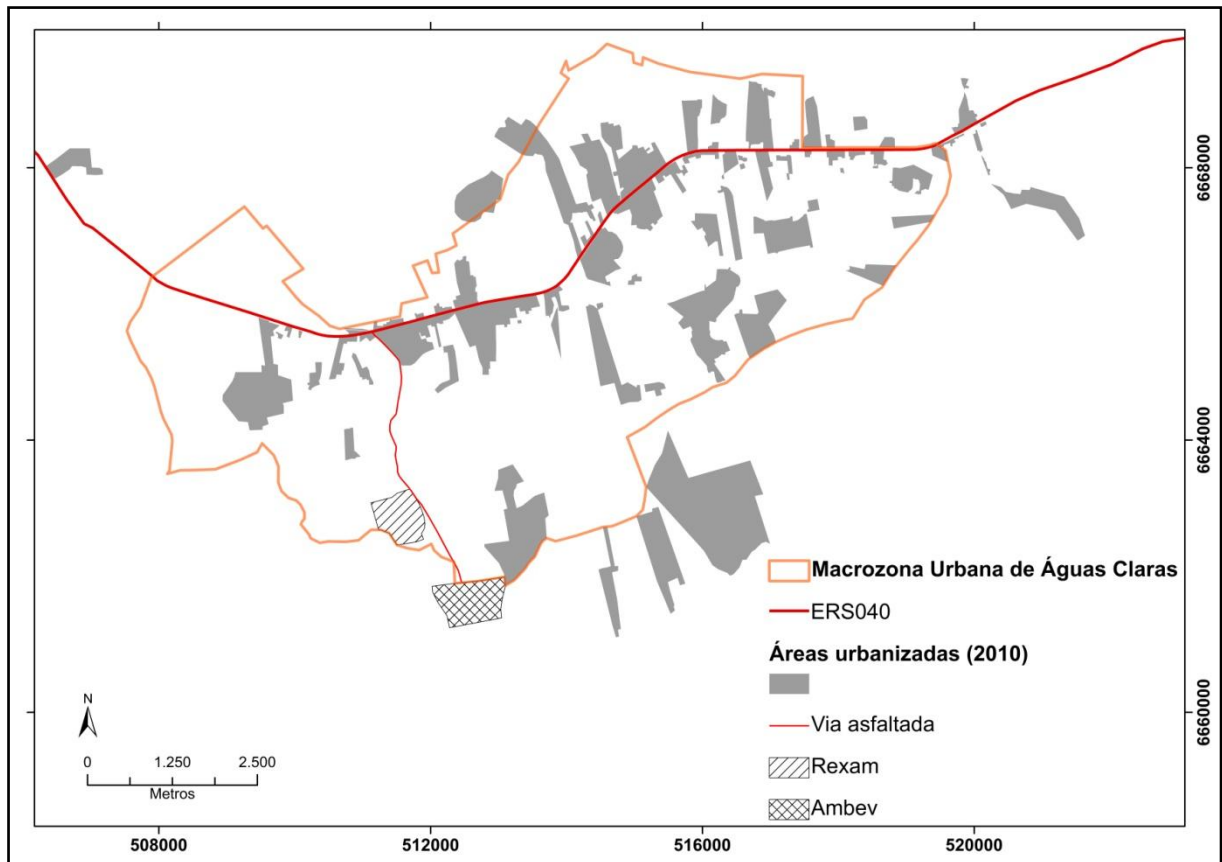 6668000
6664000
6660000
Macrozona Urbana de Águas Claras
ERS040
Áreas urbanizadas (2010)
Via asfaltada
Rexam
Ambev
N
0 1.250 2.500
Metros
508000 512000 516000 520000